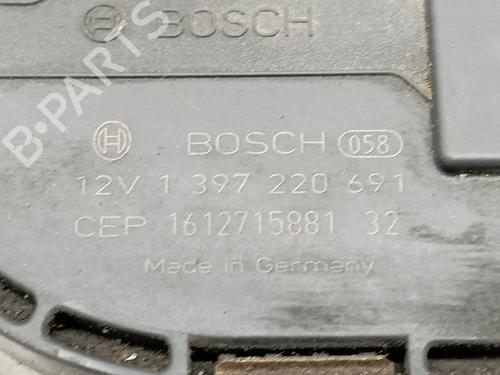 BOSCH
B-PARTS
BOSCH 058
12V 1 397 220 691
CEP 1612715881 32
Made in Germany